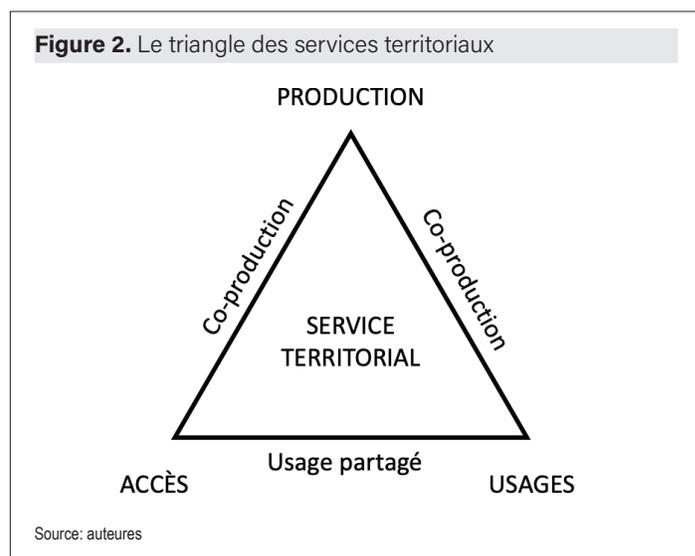 Figure 2. Le triangle des services territoriaux
PRODUCTION
Co-production
Co-production
SERVICE
TERRITORIAL
Usage partagé
ACCÈS
USAGES
Source: auteures